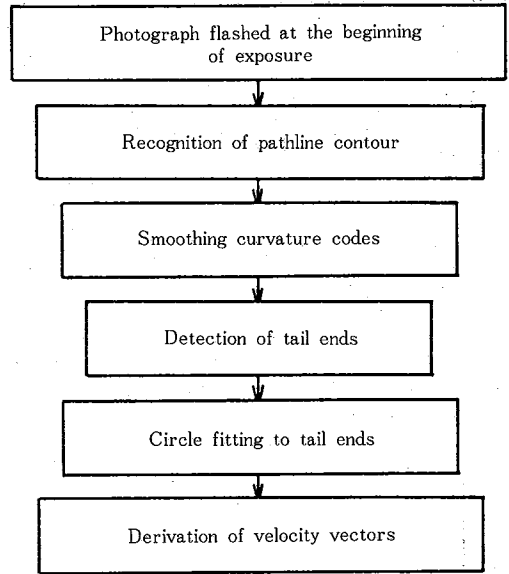 Photograph flashed at the beginning
of exposure
Recognition of pathline contour
Smoothing curvature codes
Detection of tail ends
Circle fitting to tail ends
Derivation of velocity vectors